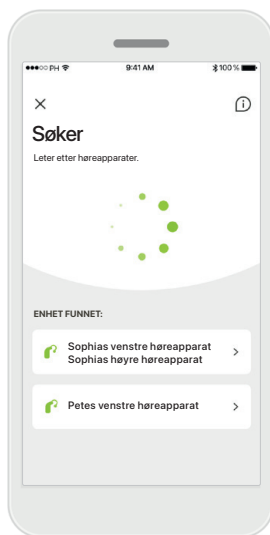 PH 9:41 AM 100 %
Søker
Leter etter høreapparater.
ENHET FUNNET:
Sophias venstre høreapparat
Sophias høyre høreapparat
Petes venstre høreapparat